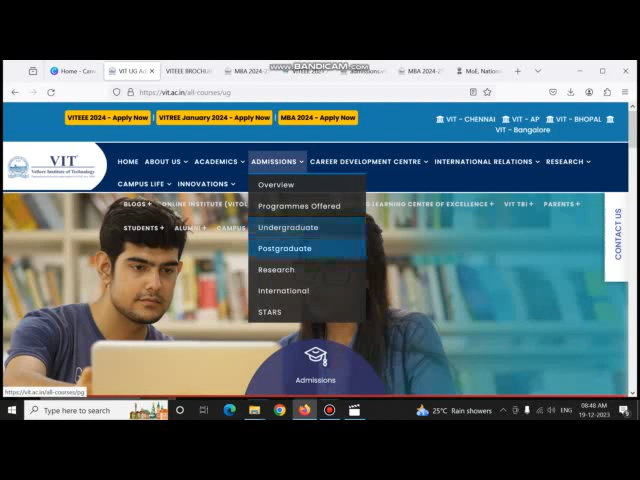 www.BANDICAM.com
Home - Canv
VIT UG Ad
VITEEE BROCHUR
MBA 2024-
VITEEE 202
admissions
MBA 2024-2
MoE, Nation
https://vit.ac.in/all-courses/ug
VITEEE 2024 - Apply Now | VITREE January 2024 - Apply Now | MBA 2024 - Apply Now
VIT - CHENNAI VIT - AP VIT - BHOPAL
VIT - Bangalore
VIT
Vellore Institute of Technology
HOME ABOUT US ACADEMICS ADMISSIONS CAREER DEVELOPMENT CENTRE INTERNATIONAL RELATIONS RESEARCH
CAMPUS LIFE INNOVATIONS
BLOGS + ONLINE INSTITUTE (VITOL LEARNING CENTRE OF EXCELLENCE + VIT TBI + PARENTS +
STUDENTS + ALUMNI + CAMPUS
Overview
Programmes Offered
Undergraduate
Postgraduate
Research
International
STARS
CONTACT US
Admissions
https://vit.ac.in/all-courses/pg
Type here to search
25°C Rain showers
ENG
08:48 AM
19-12-2023